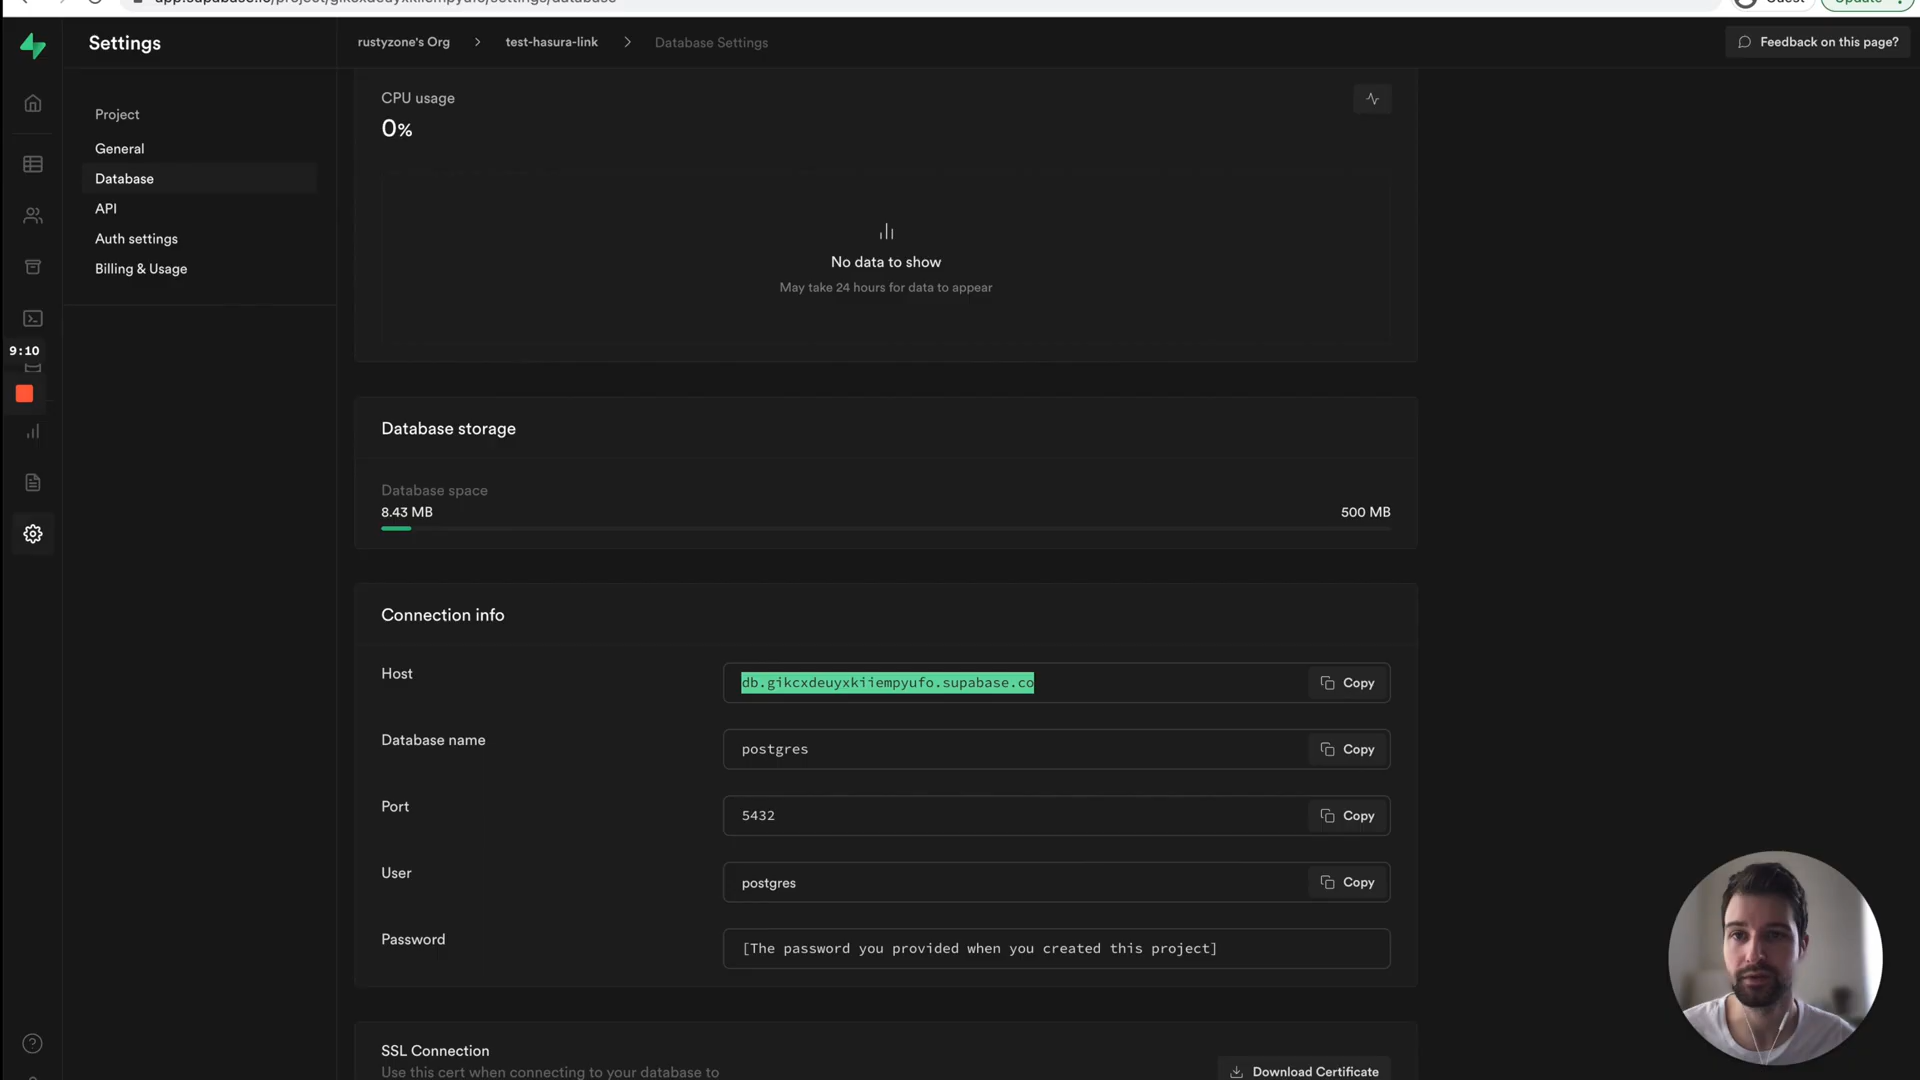 Settings
rustyzone's Org
test-hasura-link
Database Settings
Feedback on this page?
Project
General
Database
API
Auth settings
Billing & Usage
9:10
CPU usage
0%
No data to show
May take 24 hours for data to appear
Database storage
Database space
8.43 MB
500 MB
Connection info
Host
db.gikcxdeuyxkiiempyufo.supabase.co
Copy
Database name
postgres
Copy
Port
5432
Copy
User
postgres
Copy
Password
[The password you provided when you created this project]
SSL Connection
Use this cert when connecting to your database to
Download Certificate